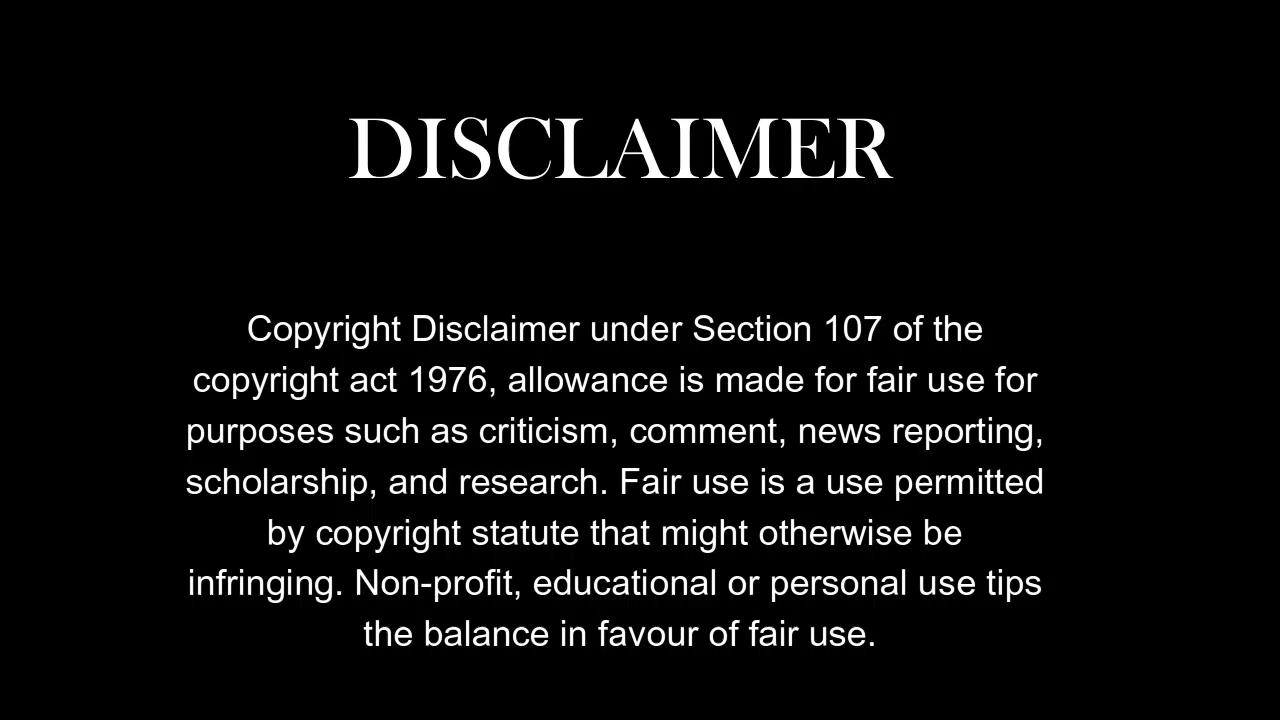 DISCLAIMER
Copyright Disclaimer under Section 107 of the
copyright act 1976, allowance is made for fair use for
purposes such as criticism, comment, news reporting,
scholarship, and research. Fair use is a use permitted
by copyright statute that might otherwise be
infringing. Non-profit, educational or personal use tips
the balance in favour of fair use.